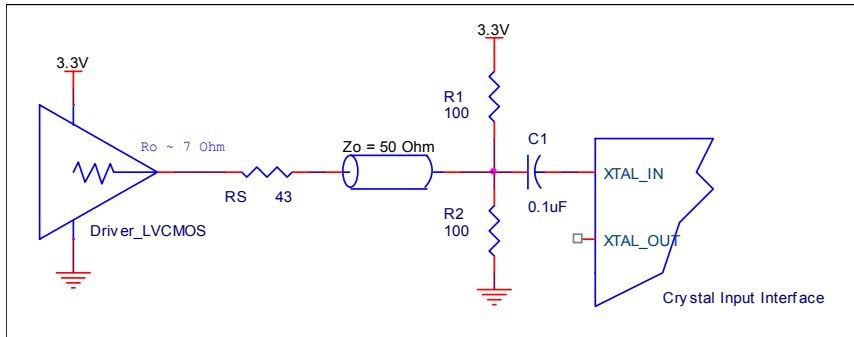 3.3V
3.3V
R1
100
Ro ~ 7 Ohm
Zo = 50 Ohm
C1
XTAL_IN
RS 43
0.1uF
R2
100
Driver_LVCMOS
XTAL_OUT
Crystal Input Interface